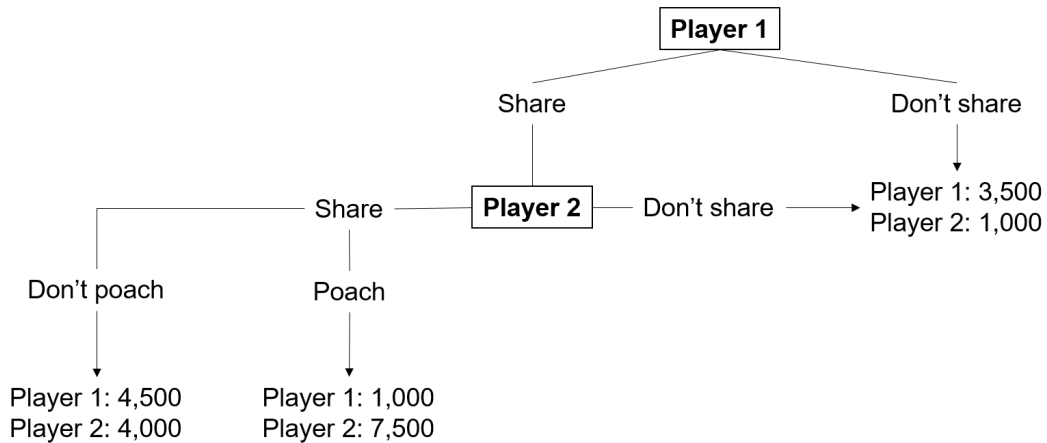 Player 1
Share
Don't share
Player 1: 3,500
Player 2: 1,000
Share
Player 2
Don't share
Don't poach
Poach
Player 1: 4,500
Player 2: 4,000
Player 1: 1,000
Player 2: 7,500